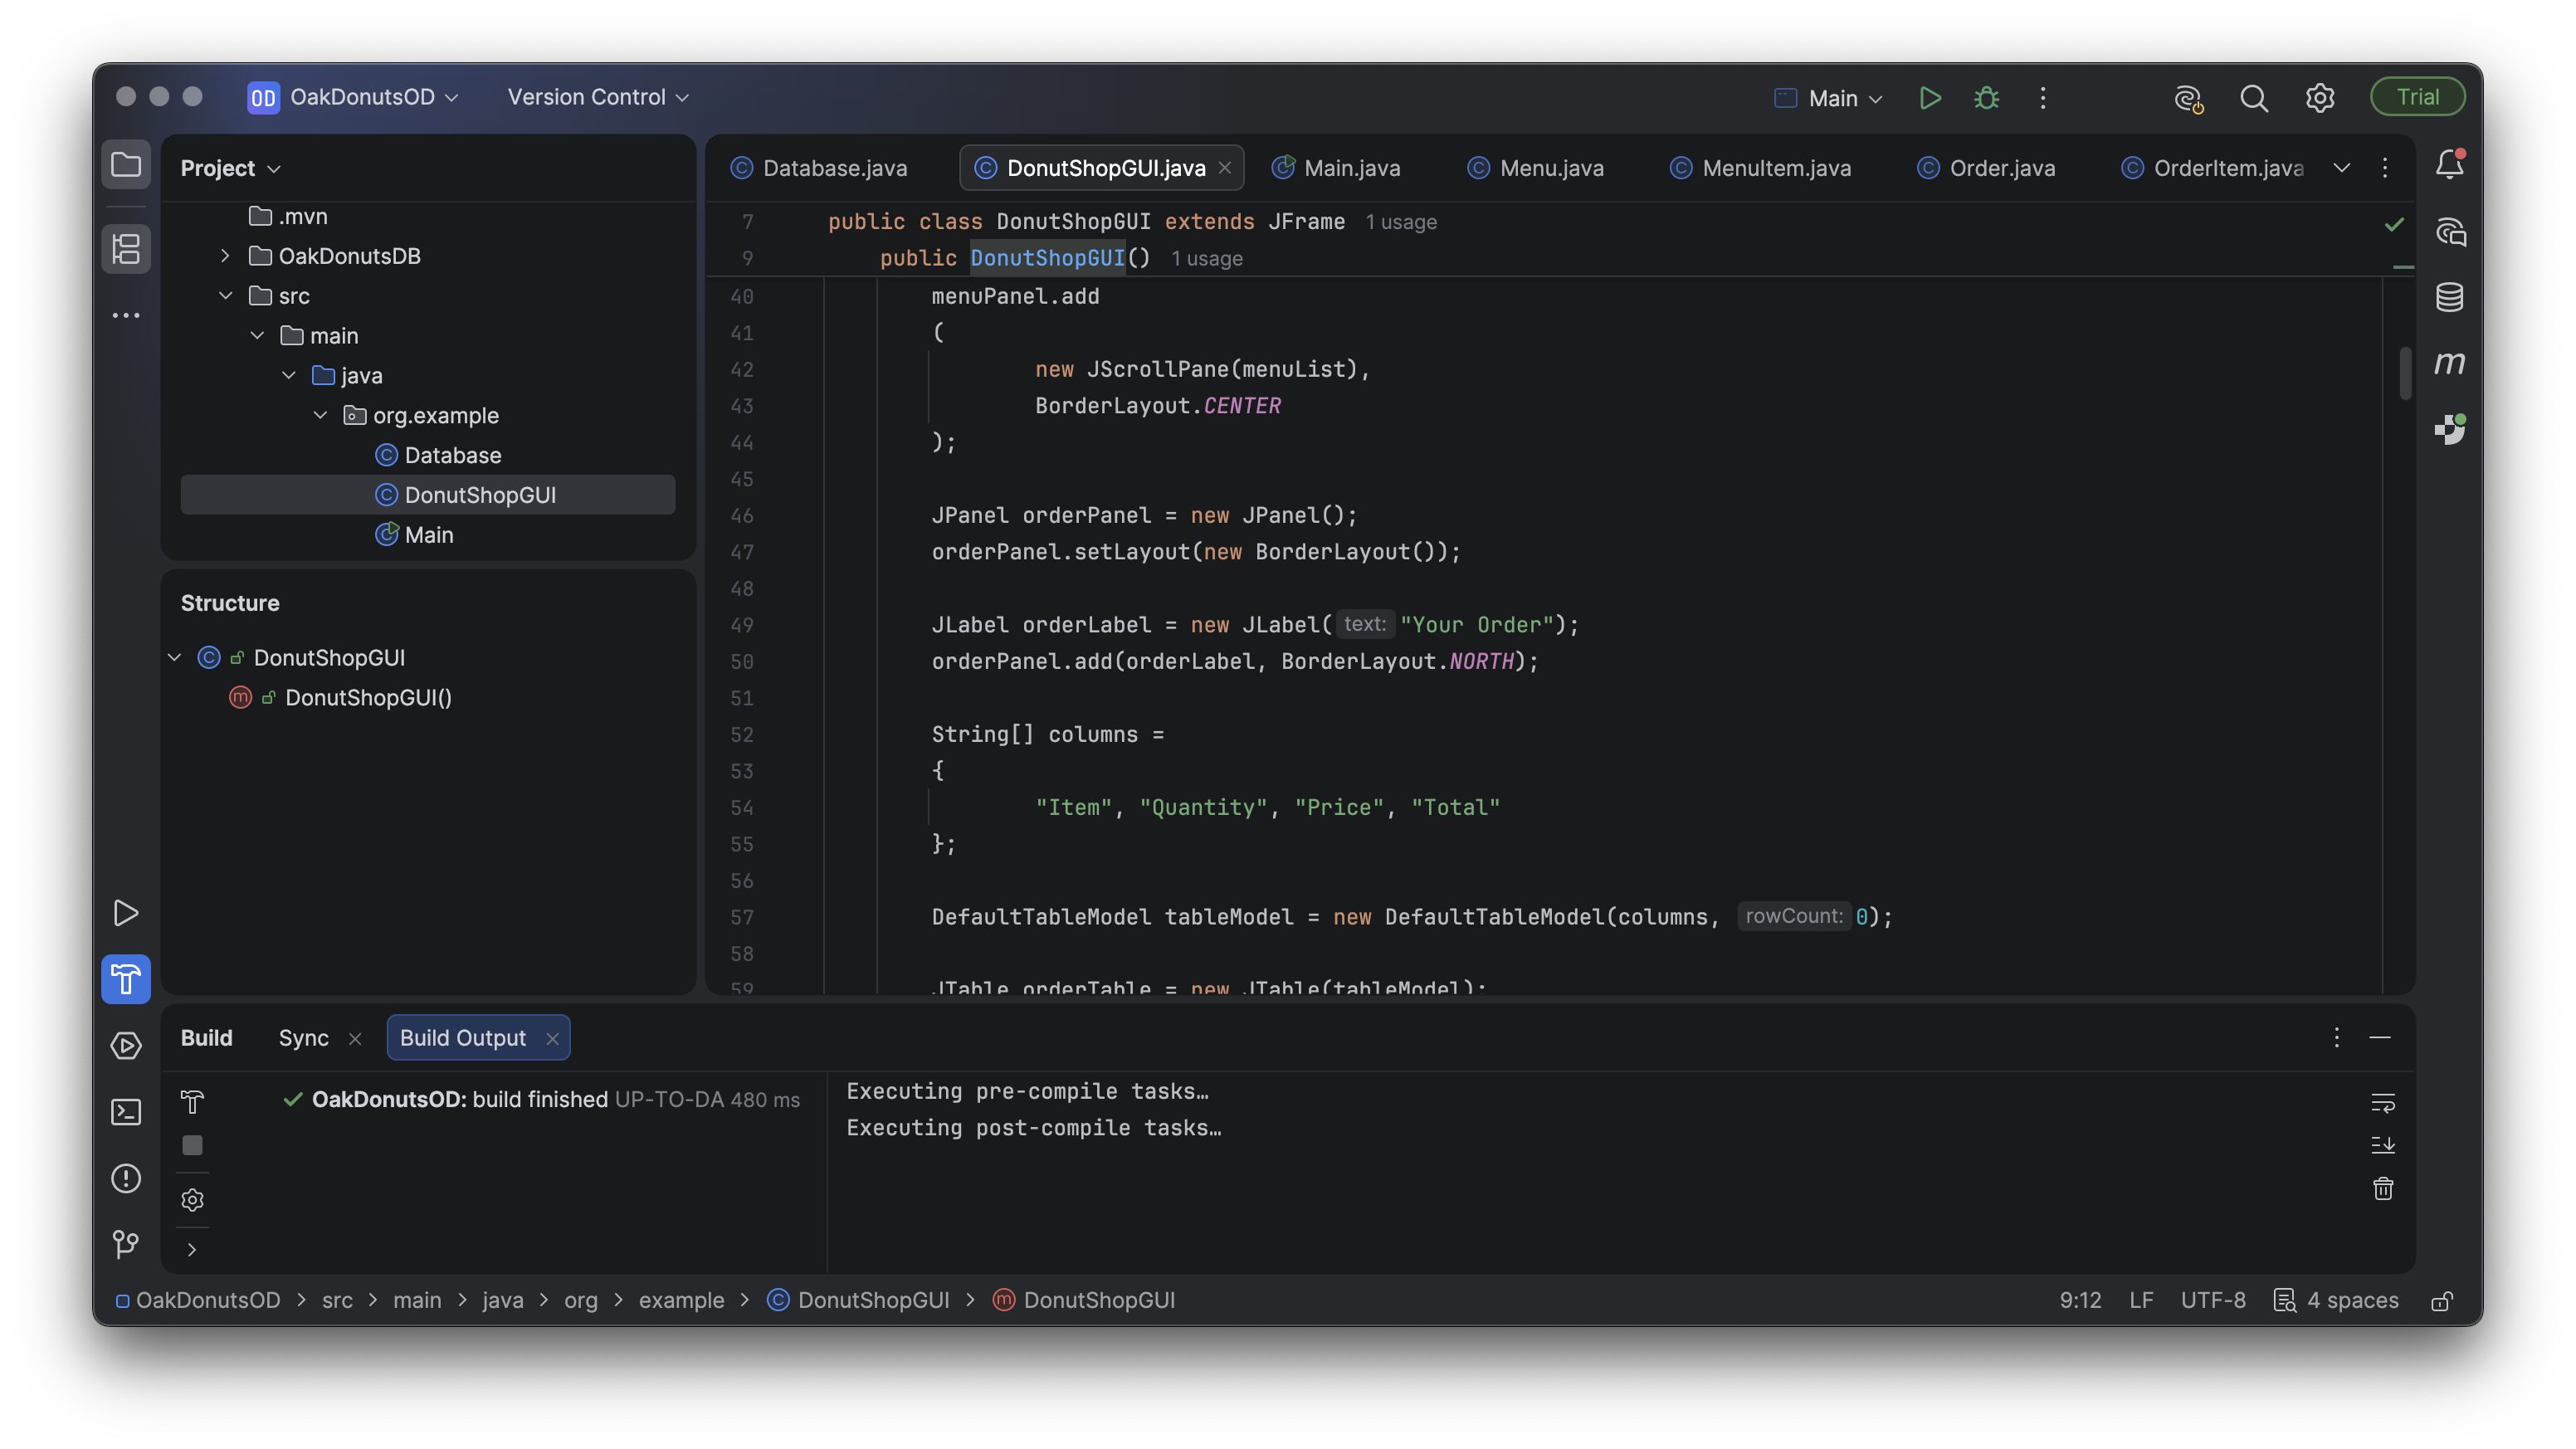 OD OakDonutsOD Version Control Main Trial
Project
.mvn
OakDonutsDB
src
main
java
org.example
Database
DonutShopGUI
Main
Structure
DonutShopGUI
DonutShopGUI()
Database.java DonutShopGUI.java Main.java Menu.java MenuItem.java Order.java OrderItem.java
7 public class DonutShopGUI extends JFrame 1 usage
9 public DonutShopGUI() 1 usage
40 menuPanel.add
41 (
42 new JScrollPane(menuList),
43 BorderLayout.CENTER
44 );
45
46 JPanel orderPanel = new JPanel();
47 orderPanel.setLayout(new BorderLayout());
48
49 JLabel orderLabel = new JLabel( text: "Your Order");
50 orderPanel.add(orderLabel, BorderLayout.NORTH);
51
52 String[] columns =
53 {
54 "Item", "Quantity", "Price", "Total"
55 };
56
57 DefaultTableModel tableModel = new DefaultTableModel(columns, rowCount: 0);
58
59 JTable orderTable = new JTable(tableModel);
Build Sync Build Output
OakDonutsOD: build finished UP-TO-DA 480 ms
Executing pre-compile tasks…
Executing post-compile tasks…
OakDonutsOD > src > main > java > org > example > DonutShopGUI > DonutShopGUI 9:12 LF UTF-8 4 spaces